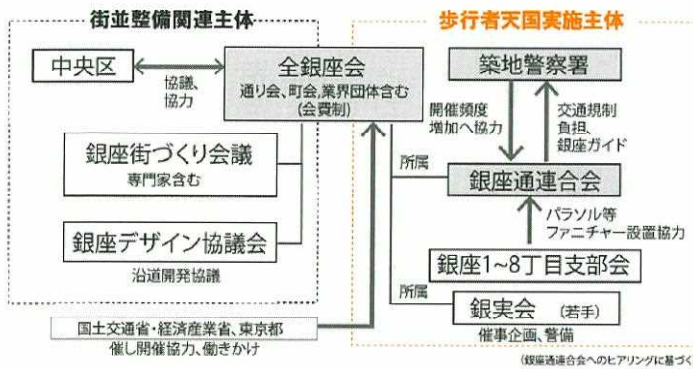 街並整備関連主体
歩行者天国実施主体
中央区
協議、
協力
全銀座会
通り会、町会、業界団体含む
(会費制)
築地警察署
開催頻度
増加へ協力
交通規制
負担、
銀座ガイド
銀座街づくり会議
専門家含む
所属
銀座通連合会
銀座デザイン協議会
沿道開発協議
パラソル等
ファニチャー設置協力
銀座1~8丁目支部会
所属
銀実会 (若手)
催事企画、警備
国土交通省・経済産業省、東京都
催し開催協力、働きかけ
(銀座通連合会へのヒアリングに基づく